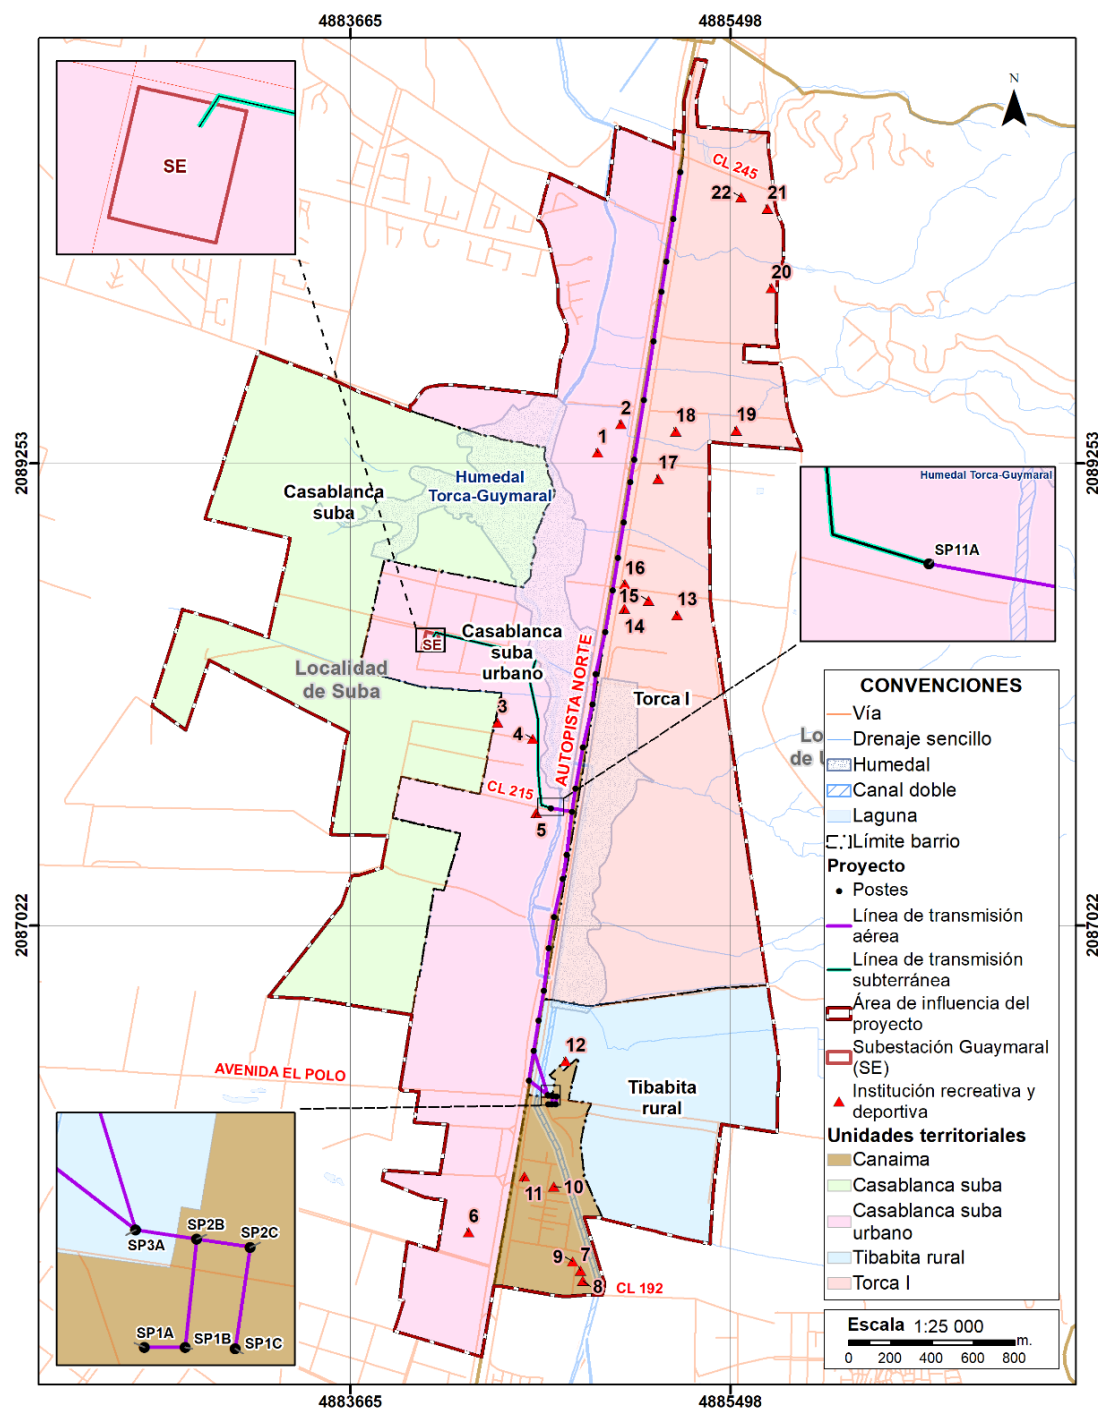 4883665
4885498
N
SE
CL 245
22
21
20
2
1
18
19
17
2089253
2089253
Humedal
Torca-Guymaral
Casablanca
suba
Humedal Torca-Guymaral
SP11A
16
15
14
13
SE
Casablanca
suba
urbano
Localidad
de Suba
AUTOPISTA NORTE
Torca I
3
4
CL 215
5
Lo
de U
2087022
2087022
CONVENCIONES
Vía
Drenaje sencillo
Humedal
Canal doble
Laguna
Límite barrio
Proyecto
Postes
Línea de transmisión
aérea
Línea de transmisión
subterránea
Área de influencia del
proyecto
Subestación Guaymaral
(SE)
Institución recreativa y
deportiva
Unidades territoriales
Canaima
Casablanca suba
Casablanca suba
urbano
Tibabita rural
Torca I
12
AVENIDA EL POLO
Tibabita
rural
SP3A
SP2B
SP2C
SP1A
SP1B
SP1C
11
10
6
9
7
8
CL 192
Escala 1:25 000
m.
0 200 400 600 800
4883665
4885498